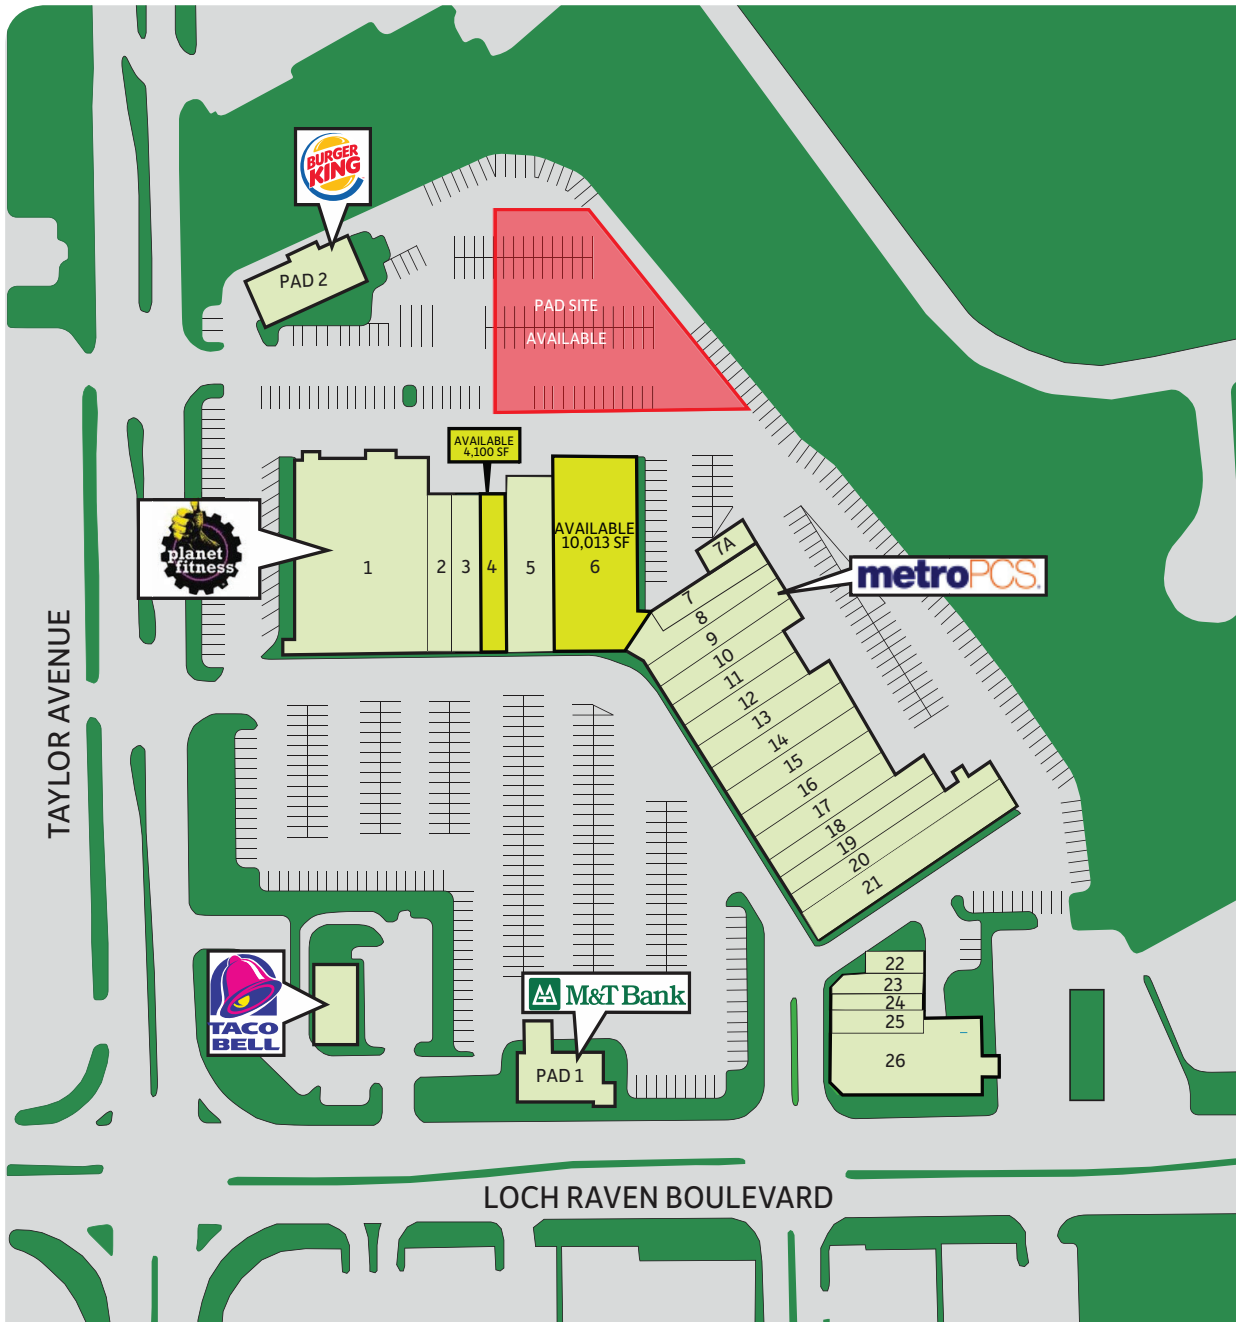 BURGER
KING
PAD 2
PAD SITE
AVAILABLE
AVAILABLE
4,100 SF
planet
fitness
1
2
3
4
5
AVAILABLE
10,013 SF
6
7A
metroPCS.
7
8
9
10
11
12
13
14
15
16
17
18
19
20
21
TAYLOR AVENUE
22
23
24
25
26
TACO
BELL
M&T Bank
PAD 1
LOCH RAVEN BOULEVARD